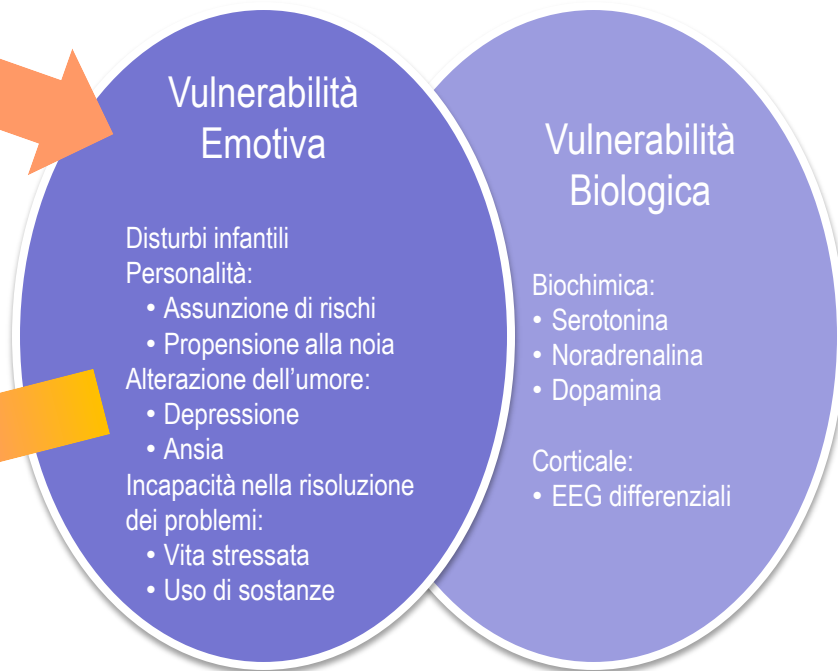 Vulnerabilità
Emotiva
Disturbi infantili
Personalità:
• Assunzione di rischi
• Propensione alla noia
Alterazione dell'umore:
• Depressione
• Ansia
Incapacità nella risoluzione
dei problemi:
• Vita stressata
• Uso di sostanze
Vulnerabilità
Biologica
Biochimica:
• Serotonina
• Noradrenalina
• Dopamina
Corticale:
• EEG differenziali